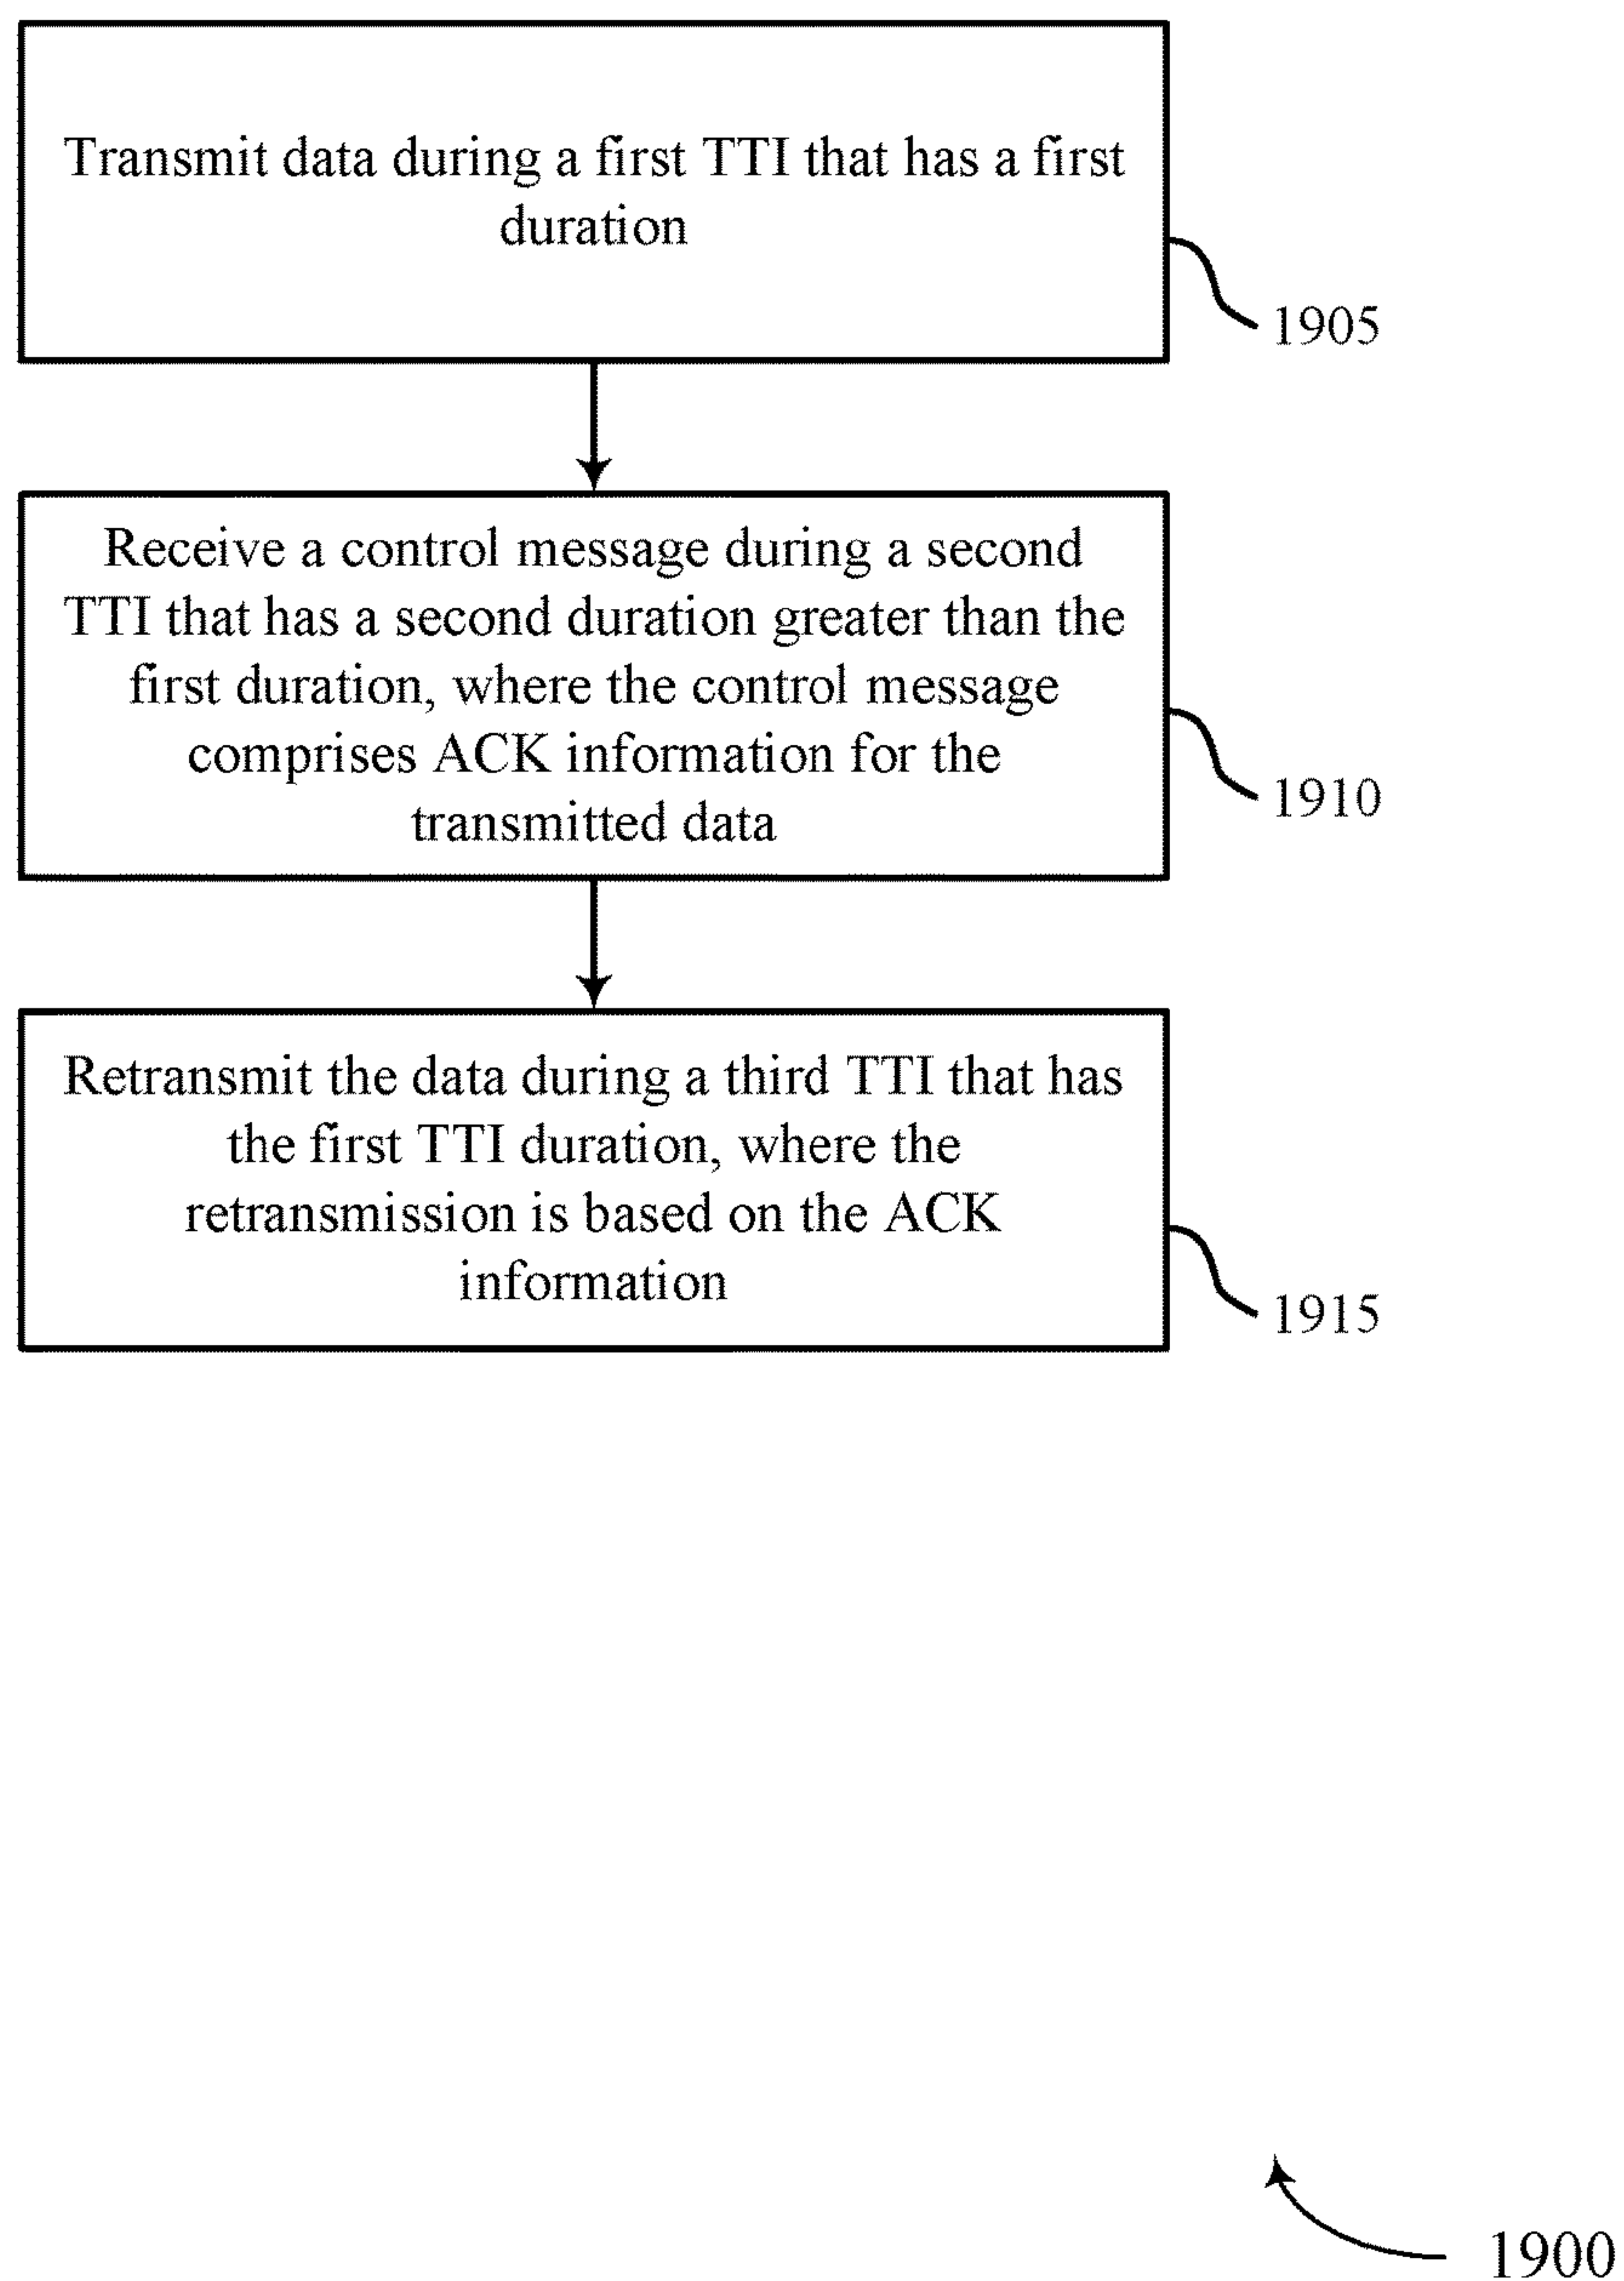 Transmit data during a first TTI that has a first
duration
1905
Receive a control message during a second
TTI that has a second duration greater than the
first duration, where the control message
comprises ACK information for the
transmitted data
1910
Retransmit the data during a third TTI that has
the first TTI duration, where the
retransmission is based on the ACK
information
1915
1900